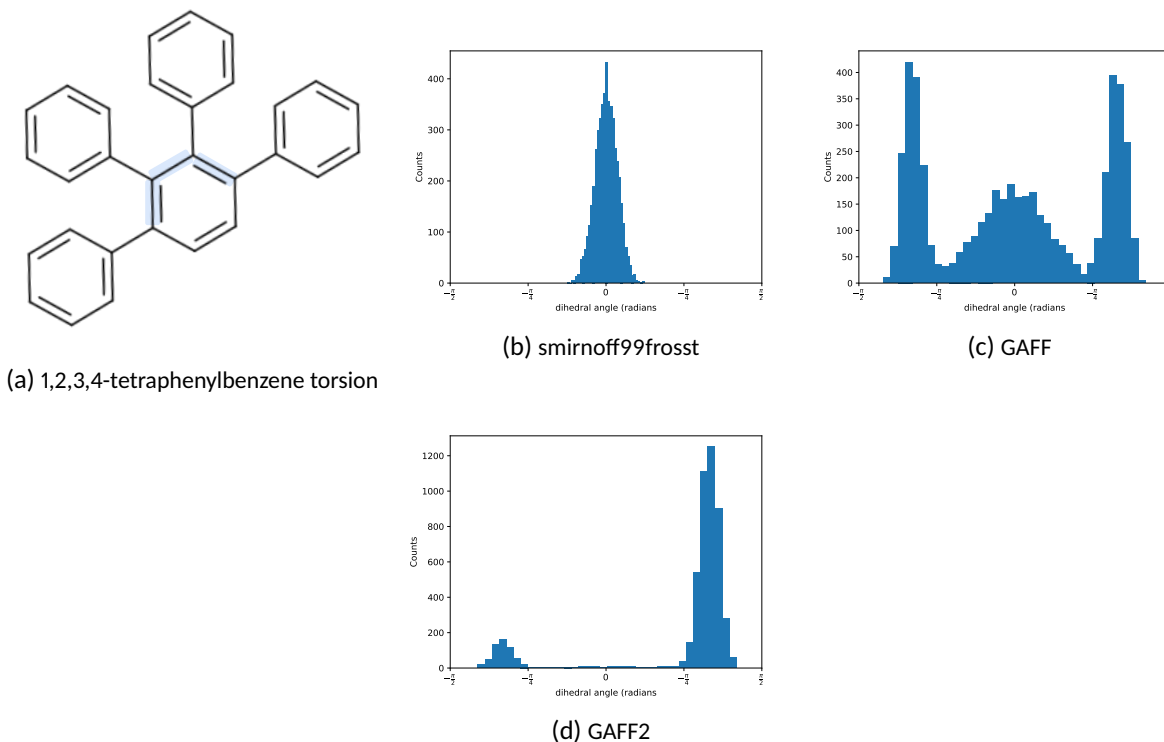 400
300
200
100
0
Counts
−π/2
−π/4
0
−π/4
π/2
dihedral angle (radians
(b) smirnoff99frosst
400
350
300
250
200
150
100
50
0
Counts
−π/2
−π/4
0
−π/4
dihedral angle (radians
(c) GAFF
(a) 1,2,3,4-tetraphenylbenzene torsion
1200
1000
800
600
400
200
0
Counts
−π/2
−π/4
0
−π/4
π/2
dihedral angle (radians
(d) GAFF2